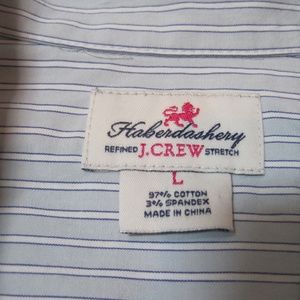 Haberdashery
REFINED J.CREW STRETCH
L
97% COTTON
3% SPANDEX
MADE IN CHINA